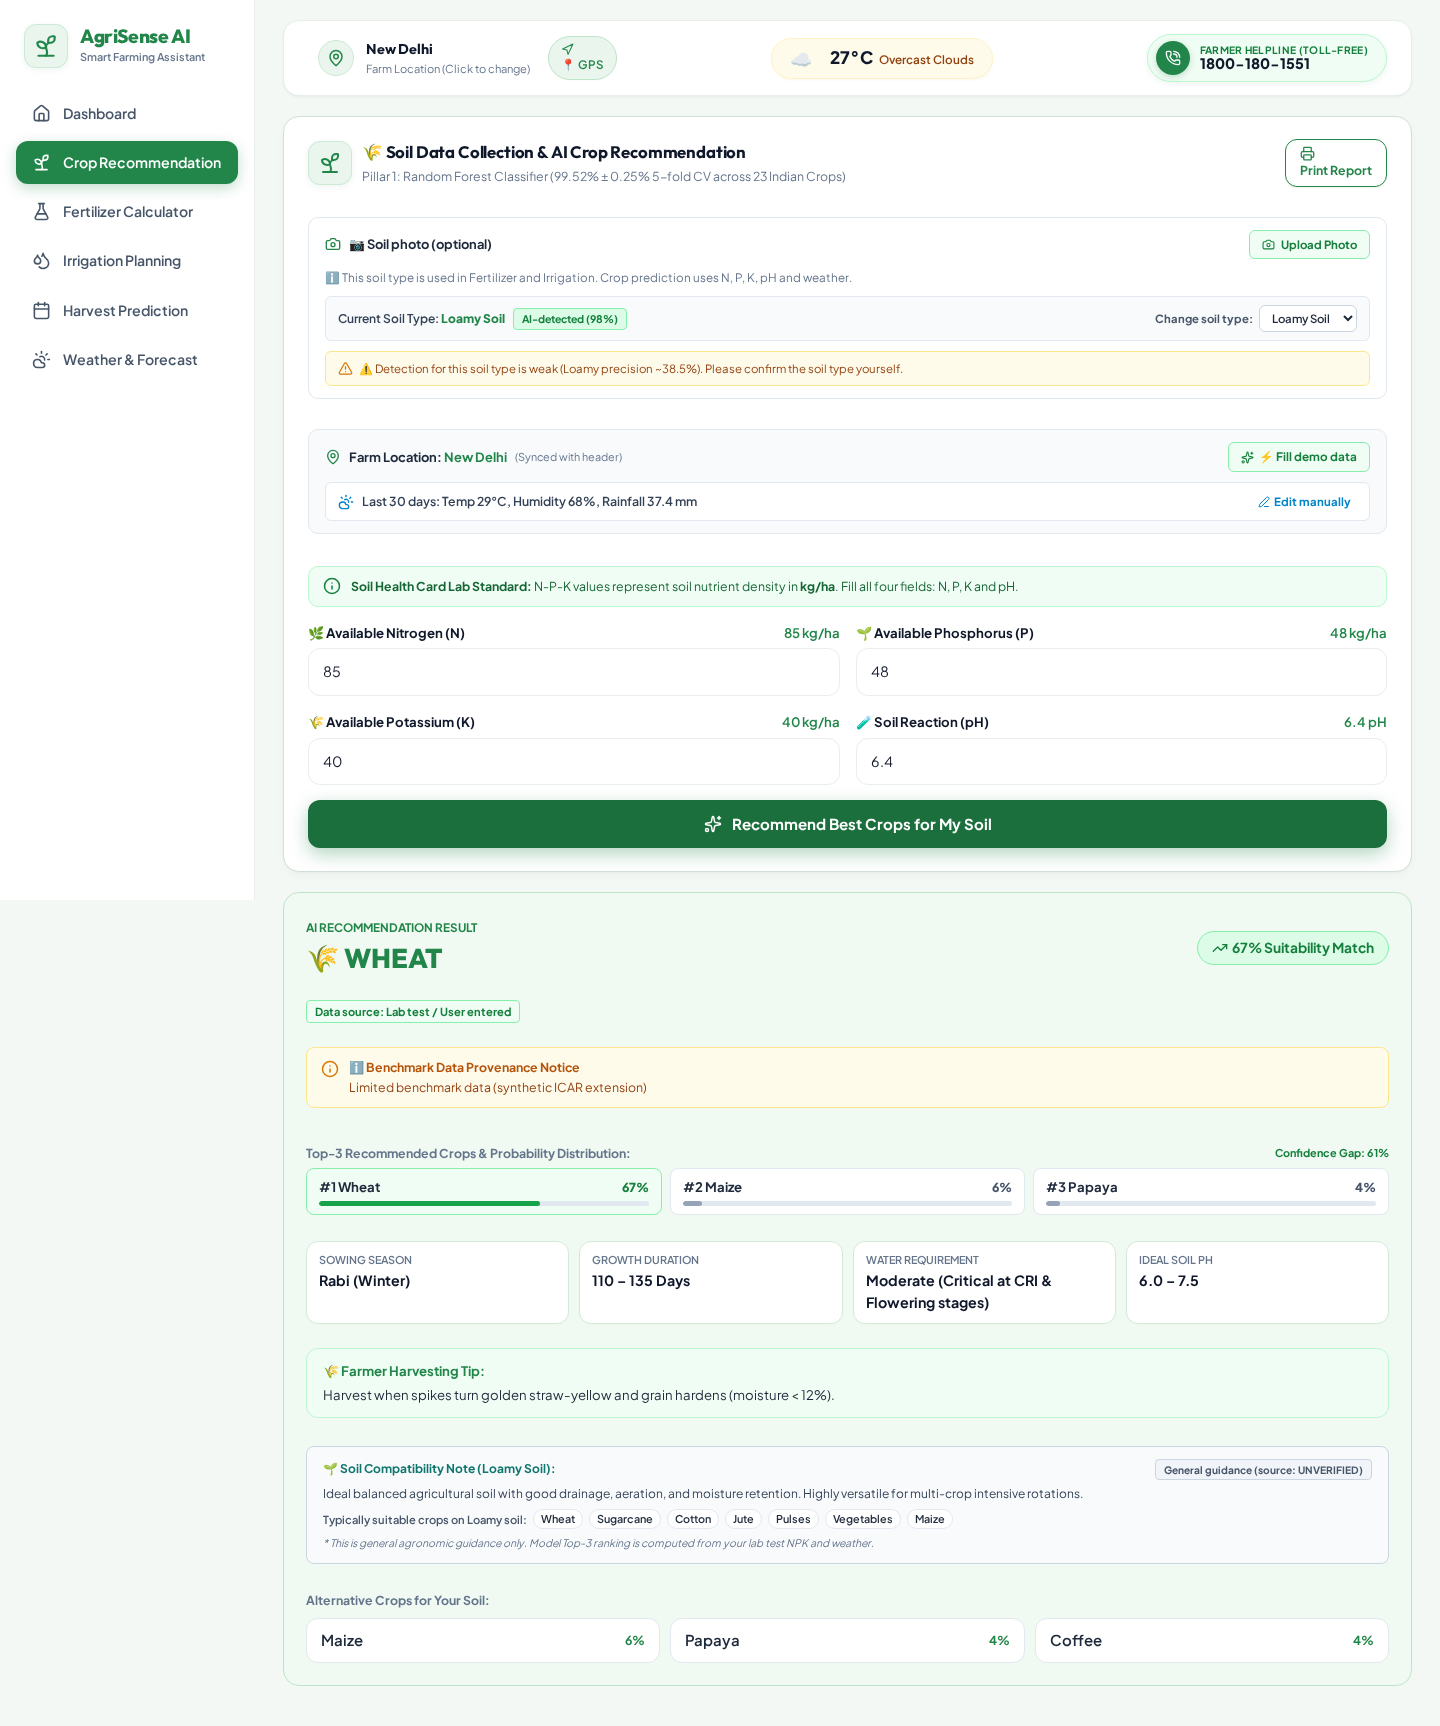 AgriSense AI
Smart Farming Assistant
Dashboard
Crop Recommendation
Fertilizer Calculator
Irrigation Planning
Harvest Prediction
Weather & Forecast
New Delhi
Farm Location (Click to change)
📍 GPS
27°C Overcast Clouds
FARMER HELPLINE (TOLL-FREE)
1800-180-1551
🌾 Soil Data Collection & AI Crop Recommendation
Pillar 1: Random Forest Classifier (99.52% ± 0.25% 5-fold CV across 23 Indian Crops)
Print Report
📷 Soil photo (optional)
Upload Photo
ℹ️ This soil type is used in Fertilizer and Irrigation. Crop prediction uses N, P, K, pH and weather.
Current Soil Type: Loamy Soil AI-detected (98%)
Change soil type: Loamy Soil
⚠️ Detection for this soil type is weak (Loamy precision ~38.5%). Please confirm the soil type yourself.
Farm Location: New Delhi (Synced with header)
⚡ Fill demo data
Last 30 days: Temp 29°C, Humidity 68%, Rainfall 37.4 mm
Edit manually
Soil Health Card Lab Standard: N-P-K values represent soil nutrient density in kg/ha. Fill all four fields: N, P, K and pH.
🌿 Available Nitrogen (N) 85 kg/ha
85
🌱 Available Phosphorus (P) 48 kg/ha
48
🌾 Available Potassium (K) 40 kg/ha
40
🧪 Soil Reaction (pH) 6.4 pH
6.4
Recommend Best Crops for My Soil
AI RECOMMENDATION RESULT
🌾 WHEAT
67% Suitability Match
Data source: Lab test / User entered
ℹ️ Benchmark Data Provenance Notice
Limited benchmark data (synthetic ICAR extension)
Top-3 Recommended Crops & Probability Distribution:
Confidence Gap: 61%
#1 Wheat 67%
#2 Maize 6%
#3 Papaya 4%
SOWING SEASON
Rabi (Winter)
GROWTH DURATION
110 – 135 Days
WATER REQUIREMENT
Moderate (Critical at CRI &
Flowering stages)
IDEAL SOIL PH
6.0 – 7.5
🌾 Farmer Harvesting Tip:
Harvest when spikes turn golden straw-yellow and grain hardens (moisture < 12%).
🌱 Soil Compatibility Note (Loamy Soil):
General guidance (source: UNVERIFIED)
Ideal balanced agricultural soil with good drainage, aeration, and moisture retention. Highly versatile for multi-crop intensive rotations.
Typically suitable crops on Loamy soil: Wheat Sugarcane Cotton Jute Pulses Vegetables Maize
* This is general agronomic guidance only. Model Top-3 ranking is computed from your lab test NPK and weather.
Alternative Crops for Your Soil:
Maize 6%
Papaya 4%
Coffee 4%